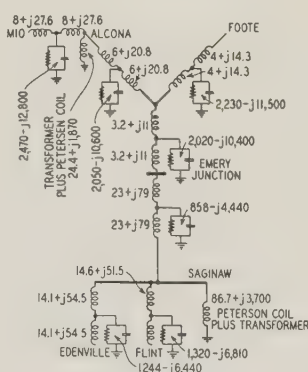 8+j27.6
8+j27.6
MIO
ALCONA
FOOTE
6+j20.8
6+j20.8
4+j14.3
4+j14.3
2,470-j12,800
TRANSFORMER
PLUS PETERSEN COIL
24.4+j1,870
2,050-j10,600
2,230-j11,500
3.2+j11
3.2+j11
2,020-j10,400
EMERY
JUNCTION
23+j79
23+j79
858-j4,440
14.6+j51.5
SAGINAW
14.1+j54.5
14.1+j54.5
86.7+j3,700
PETERSON COIL
PLUS TRANSFORMER
EDENVILLE
FLINT
1,320-j6,810
1244-j6,440